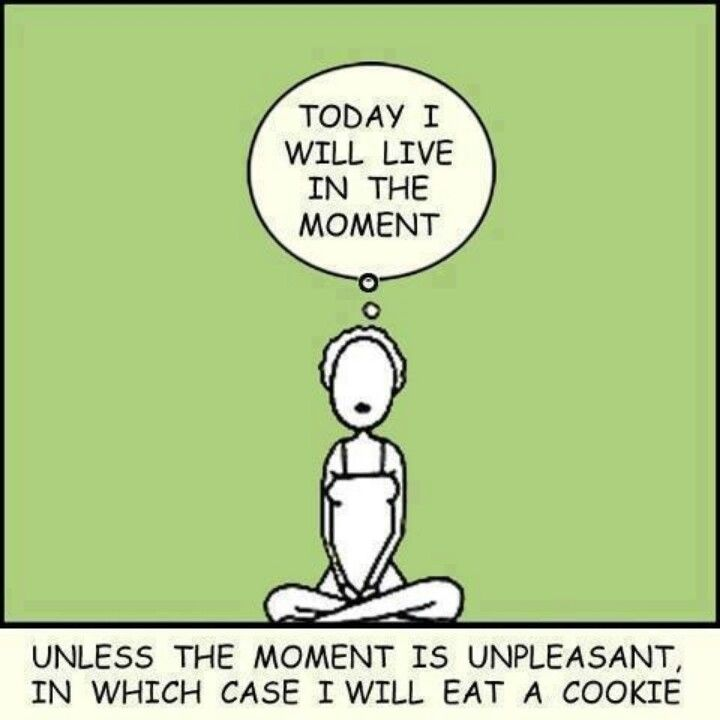 TODAY I
WILL LIVE
IN THE
MOMENT
UNLESS THE MOMENT IS UNPLEASANT,
IN WHICH CASE I WILL EAT A COOKIE